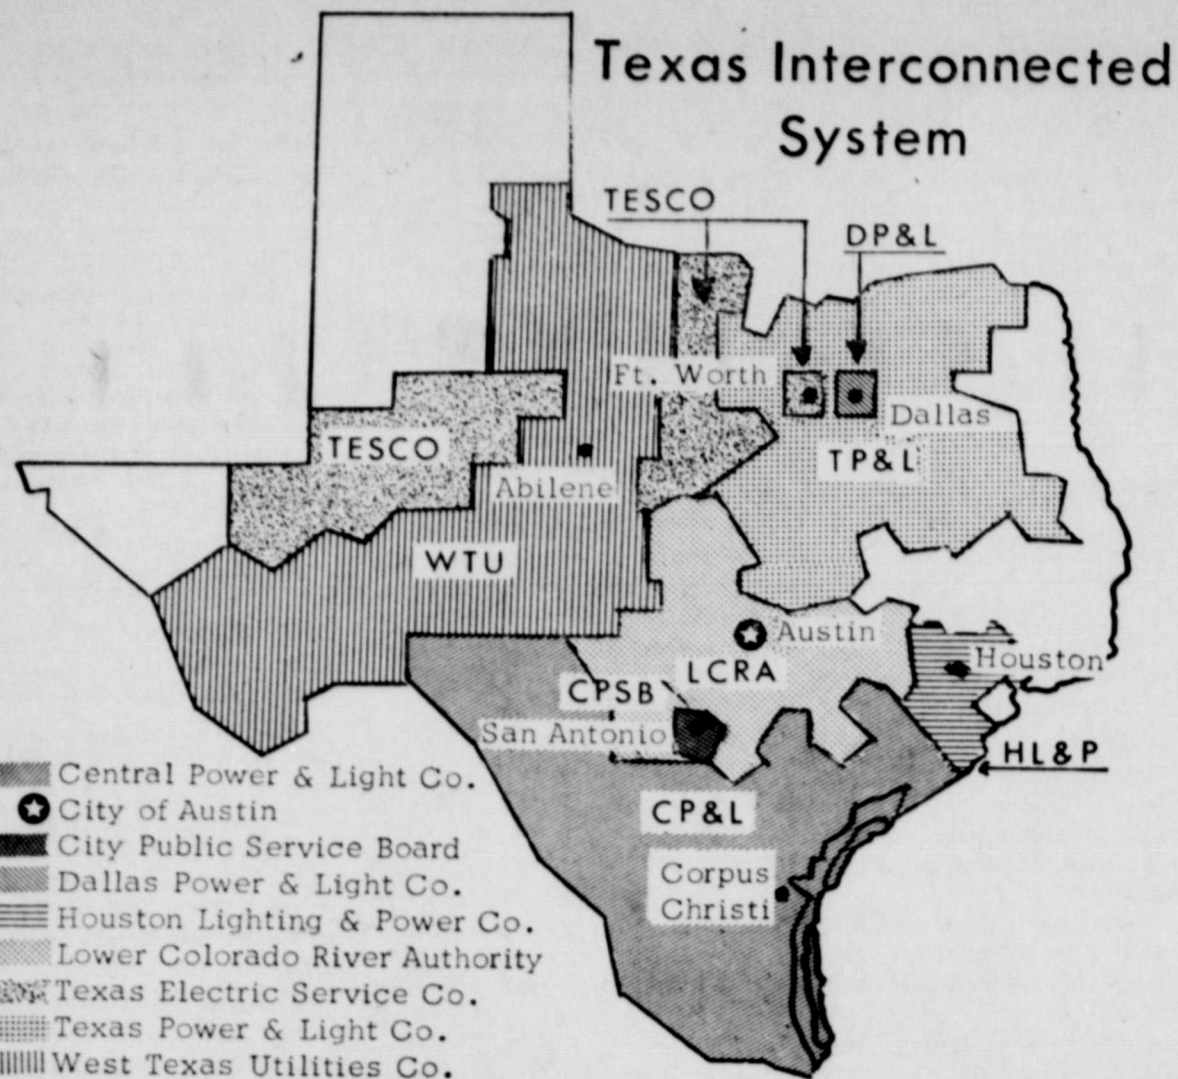 Texas Interconnected
System
TESCO
DP&L
Ft. Worth
Dallas
TESCO
TP&L
Abilene
WTU
Austin
LCRA
Houston
CPSB
San Antonio
HL&P
CP&L
Corpus
Christi
Central Power & Light Co.
City of Austin
City Public Service Board
Dallas Power & Light Co.
Houston Lighting & Power Co.
Lower Colorado River Authority
Texas Electric Service Co.
Texas Power & Light Co.
West Texas Utilities Co.